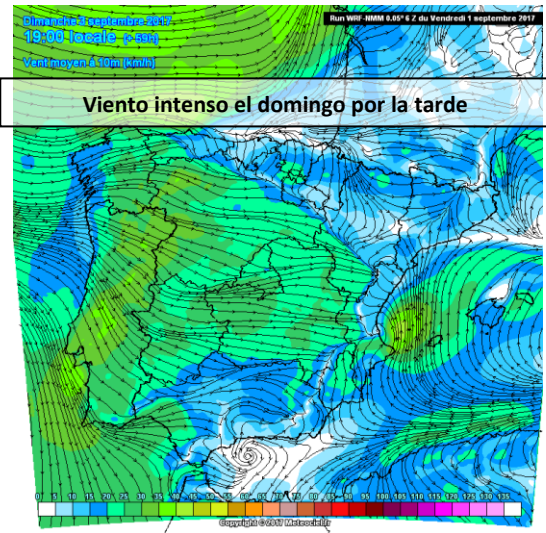 Dimanche 3 septembre 2017
19:00 locale (+ 59h)
Vent moyen à 10m (km/h)
Run WRF-NMM 0.05° 6 Z du Vendredi 1 septembre 2017
Viento intenso el domingo por la tarde
0 5 10 15 20 25 30 35 40 45 50 55 60 65 70 75 80 85 90 95 100 105 110 115 120 125 130 135
Copyright © 2017 Meteociel.fr